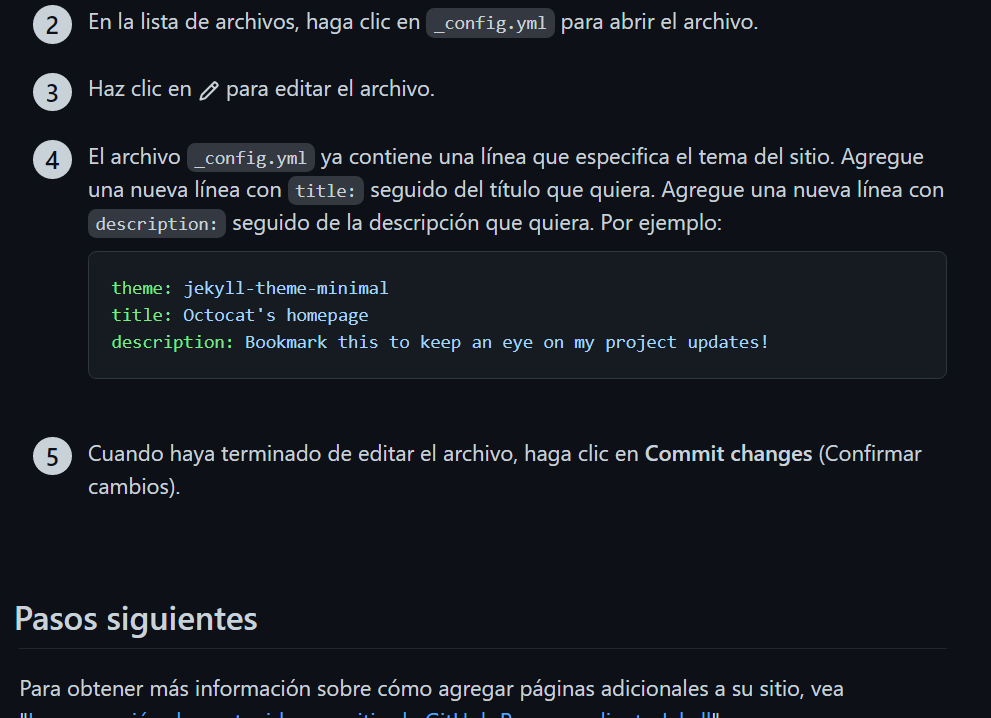 2 En la lista de archivos, haga clic en _config.yml para abrir el archivo.
3 Haz clic en para editar el archivo.
4 El archivo _config.yml ya contiene una línea que especifica el tema del sitio. Agregue
una nueva línea con title: seguido del título que quiera. Agregue una nueva línea con
description: seguido de la descripción que quiera. Por ejemplo:
theme: jekyll-theme-minimal
title: Octocat's homepage
description: Bookmark this to keep an eye on my project updates!
5 Cuando haya terminado de editar el archivo, haga clic en Commit changes (Confirmar
cambios).
Pasos siguientes
Para obtener más información sobre cómo agregar páginas adicionales a su sitio, vea